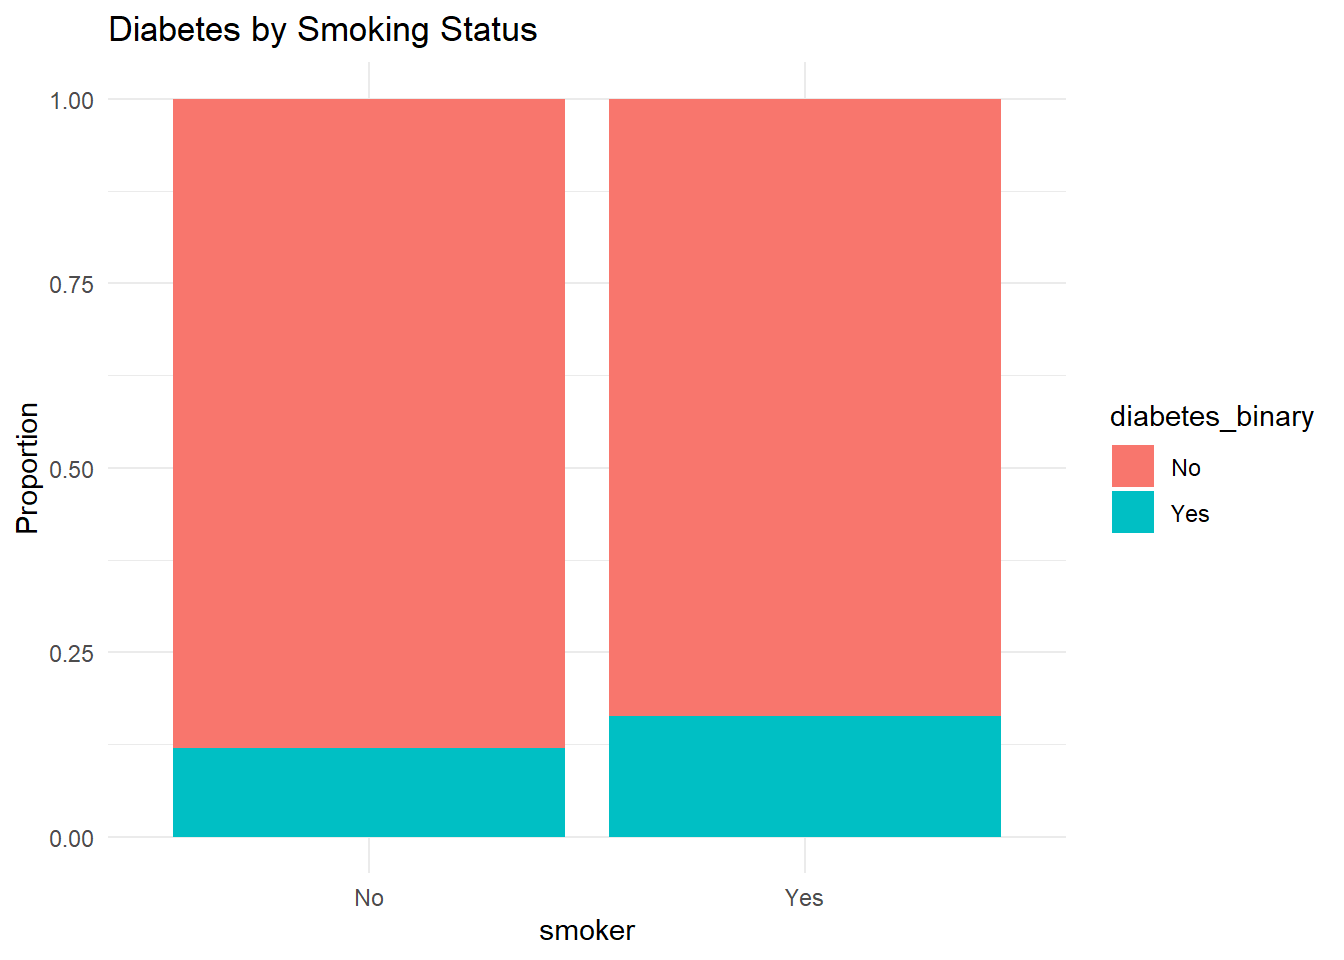 Diabetes by Smoking Status
1.00
0.75
0.50
0.25
0.00
Proportion
No
Yes
smoker
diabetes_binary
No
Yes